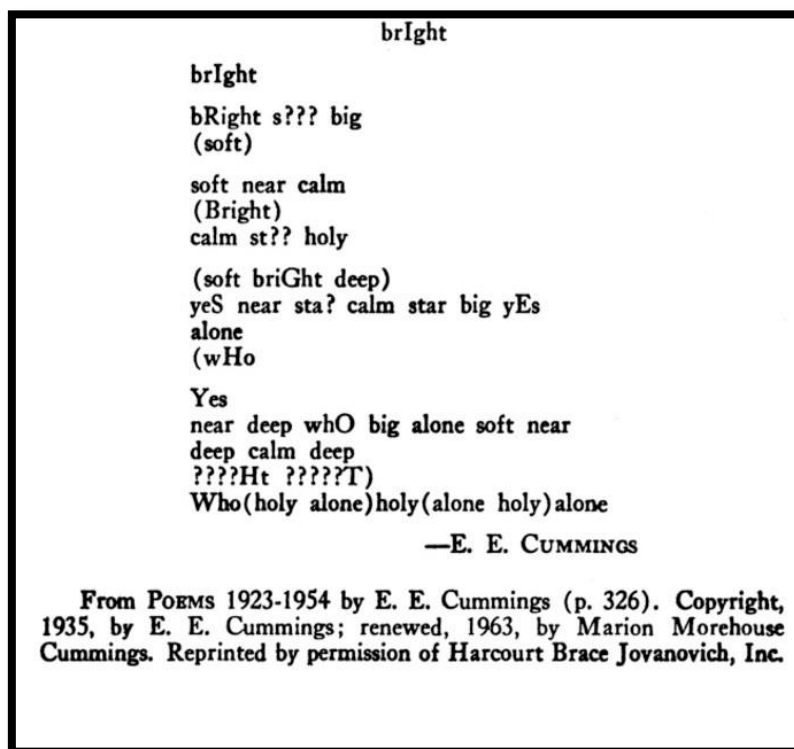 brIght
brIght
bRight s??? big
(soft)
soft near calm
(Bright)
calm st?? holy
(soft briGht deep)
yeS near sta? calm star big yEs
alone
(wHo
Yes
near deep whO big alone soft near
deep calm deep
????Ht ?????T)
Who(holy alone)holy(alone holy)alone
—E. E. CUMMINGS
From POEMS 1923-1954 by E. E. Cummings (p. 326). Copyright,
1935, by E. E. Cummings; renewed, 1963, by Marion Morehouse
Cummings. Reprinted by permission of Harcourt Brace Jovanovich, Inc.